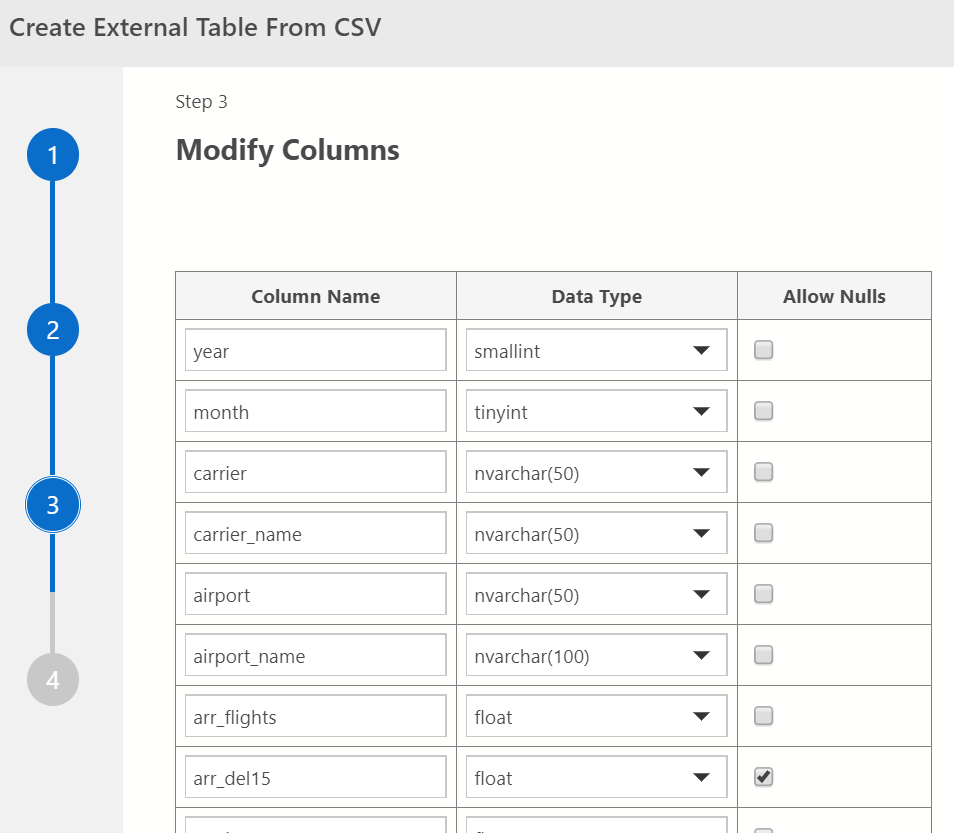 Create External Table From CSV
Step 3
Modify Columns
1
2
3
4
Column Name Data Type Allow Nulls
year smallint
month tinyint
carrier nvarchar(50)
carrier_name nvarchar(50)
airport nvarchar(50)
airport_name nvarchar(100)
arr_flights float
arr_del15 float